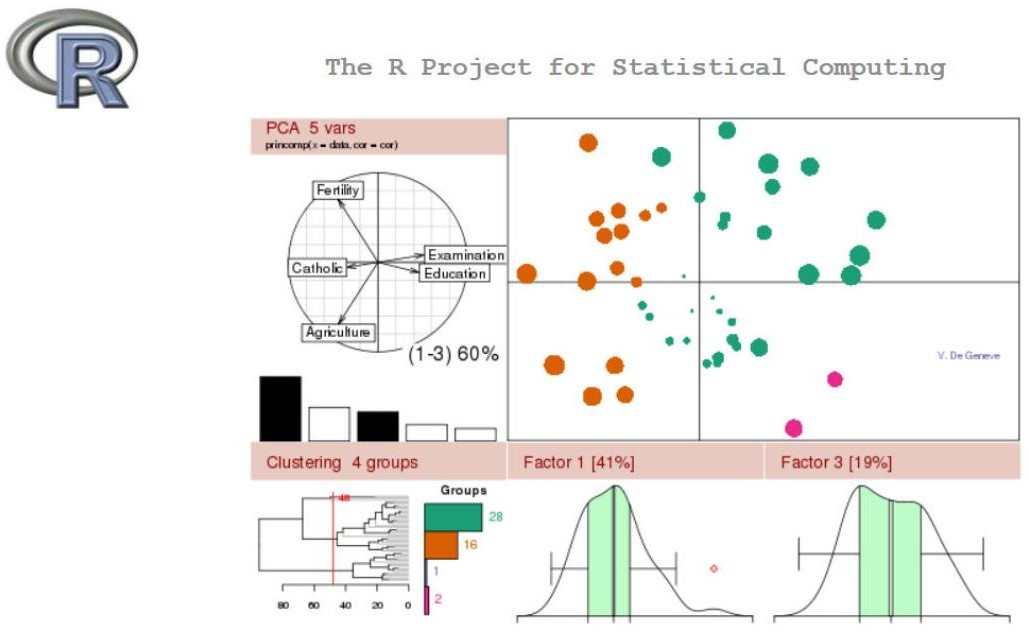 R
The R Project for Statistical Computing
PCA 5 vars
princomp(x = data, cor = cor)
Fertility
Examination
Catholic
Education
Agriculture
(1-3) 60%
V. De Geneve
Clustering 4 groups
Factor 1 [41%]
Factor 3 [19%]
Groups
48
28
16
1
2
80 60 40 20 0